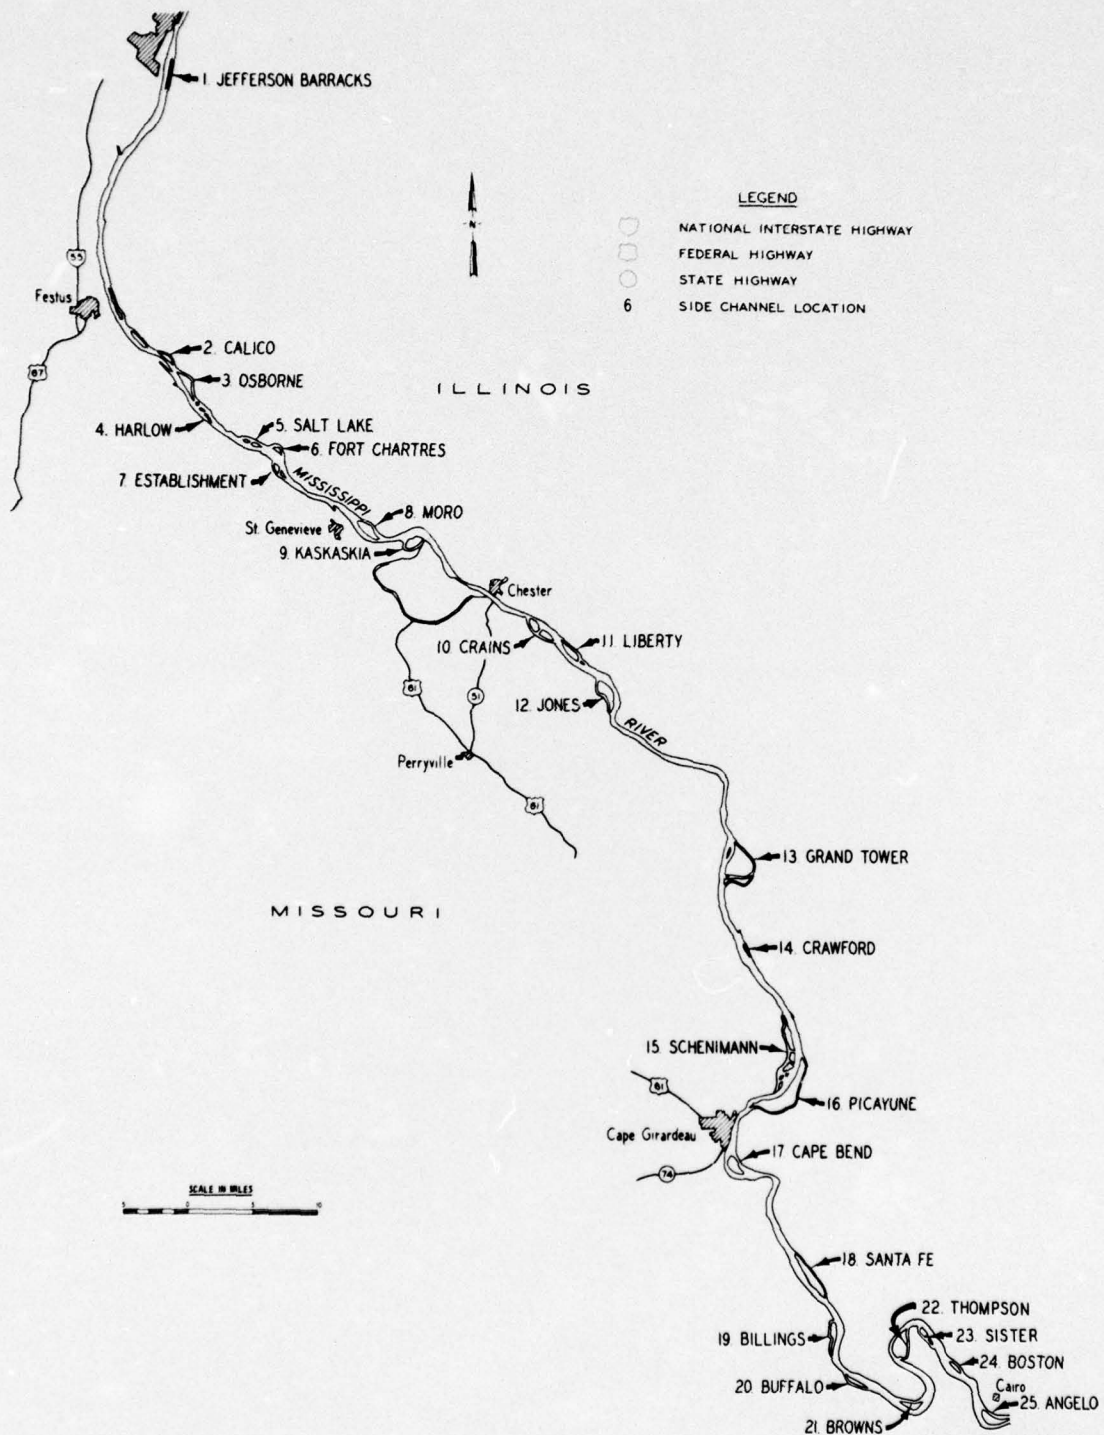 1. JEFFERSON BARRACKS
N
LEGEND
NATIONAL INTERSTATE HIGHWAY
FEDERAL HIGHWAY
STATE HIGHWAY
6 SIDE CHANNEL LOCATION
55
Festus
67
2. CALICO
3. OSBORNE
ILLINOIS
4. HARLOW
5. SALT LAKE
6. FORT CHARTRES
7. ESTABLISHMENT
MISSISSIPPI
8. MORO
St. Genevieve
9. KASKASKIA
Chester
10. CRAINS
11. LIBERTY
61
51
12. JONES
RIVER
Perryville
61
13. GRAND TOWER
MISSOURI
14. CRAWFORD
15. SCHENIMANN
61
16. PICAYUNE
Cape Girardeau
17. CAPE BEND
74
SCALE IN MILES
5 0 5 10
18. SANTA FE
22. THOMPSON
19. BILLINGS
23. SISTER
24. BOSTON
20. BUFFALO
Cairo
25. ANGELO
21. BROWNS